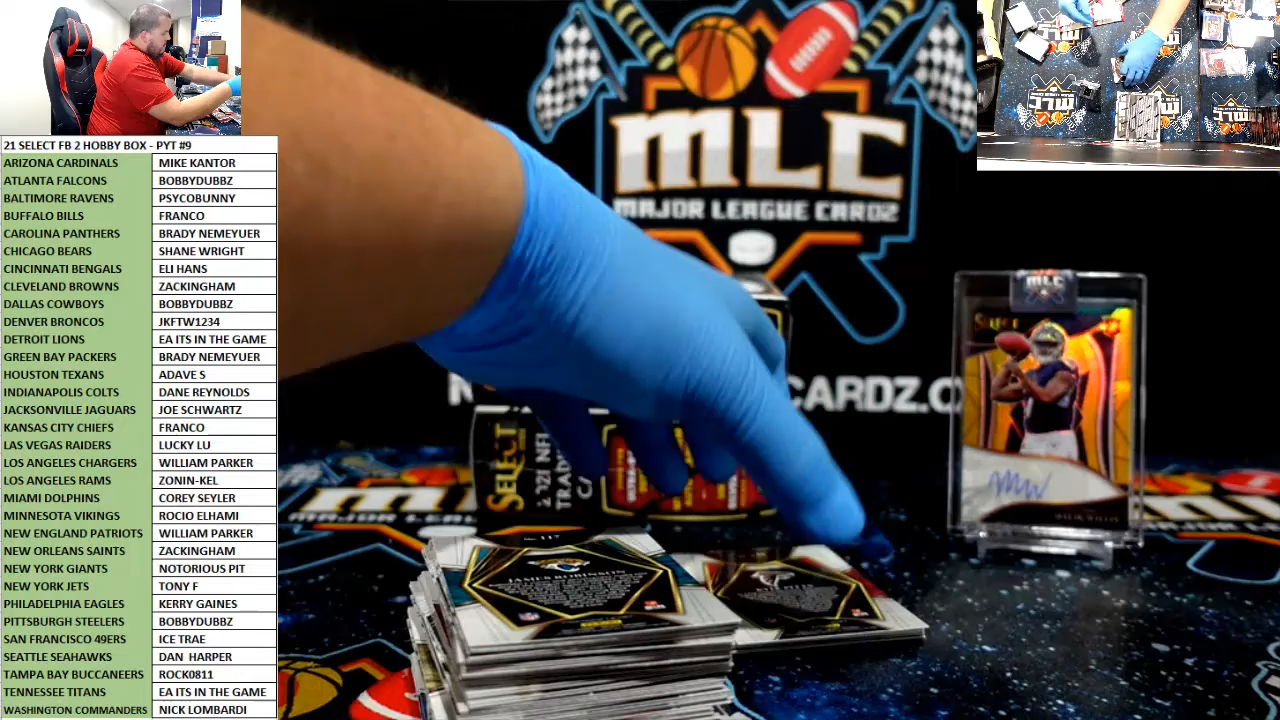 21 SELECT FB 2 HOBBY BOX - PYT #9
ARIZONA CARDINALS MIKE KANTOR
ATLANTA FALCONS BOBBYDUBBZ
BALTIMORE RAVENS PSYCOBUNNY
BUFFALO BILLS FRANCO
CAROLINA PANTHERS BRADY NEMEYUER
CHICAGO BEARS SHANE WRIGHT
CINCINNATI BENGALS ELI HANS
CLEVELAND BROWNS ZACKINGHAM
DALLAS COWBOYS BOBBYDUBBZ
DENVER BRONCOS JKFTW1234
DETROIT LIONS EA ITS IN THE GAME
GREEN BAY PACKERS BRADY NEMEYUER
HOUSTON TEXANS ADAVE S
INDIANAPOLIS COLTS DANE REYNOLDS
JACKSONVILLE JAGUARS JOE SCHWARTZ
KANSAS CITY CHIEFS FRANCO
LAS VEGAS RAIDERS LUCKY LU
LOS ANGELES CHARGERS WILLIAM PARKER
LOS ANGELES RAMS ZONIN-KEL
MIAMI DOLPHINS COREY SEYLER
MINNESOTA VIKINGS ROCIO ELHAMI
NEW ENGLAND PATRIOTS WILLIAM PARKER
NEW ORLEANS SAINTS ZACKINGHAM
NEW YORK GIANTS NOTORIOUS PIT
NEW YORK JETS TONY F
PHILADELPHIA EAGLES KERRY GAINES
PITTSBURGH STEELERS BOBBYDUBBZ
SAN FRANCISCO 49ERS ICE TRAE
SEATTLE SEAHAWKS DAN HARPER
TAMPA BAY BUCCANEERS ROCK0811
TENNESSEE TITANS EA ITS IN THE GAME
WASHINGTON COMMANDERS NICK LOMBARDI
MLC
MAJOR LEAGUE CARDZ
CARDZ.C
MLC
SELECT
SELECT
2021 NFL
JAMES ROBINSON